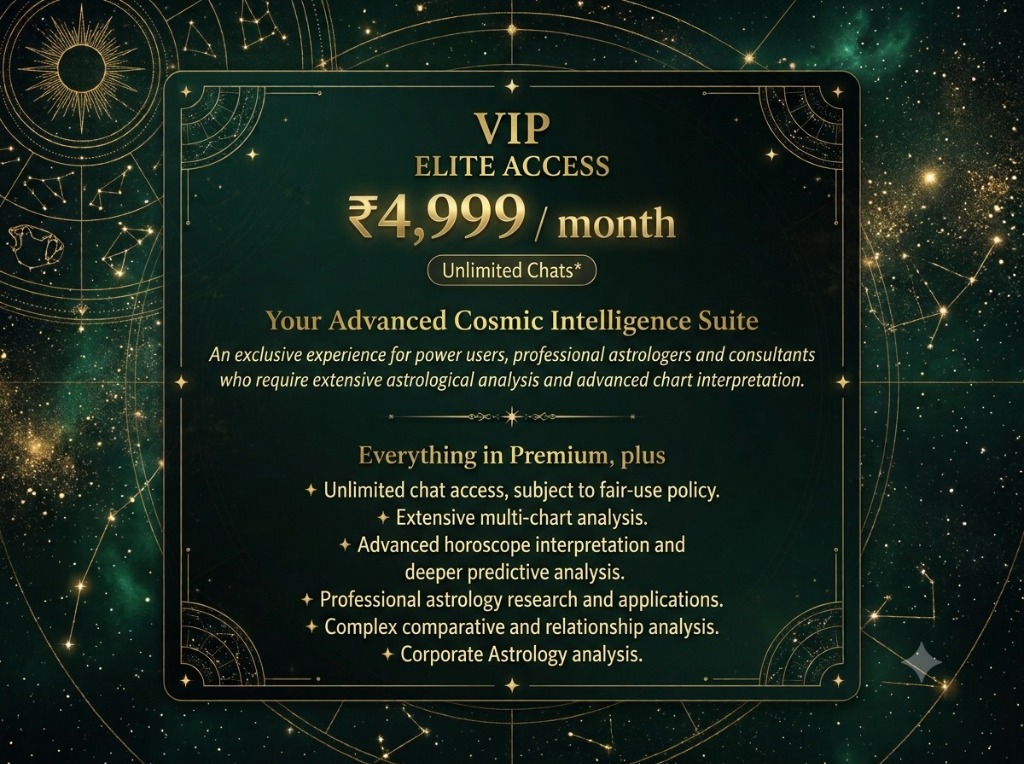 VIP
ELITE ACCESS
₹4,999 / month
Unlimited Chats*
Your Advanced Cosmic Intelligence Suite
An exclusive experience for power users, professional astrologers and consultants
who require extensive astrological analysis and advanced chart interpretation.
Everything in Premium, plus
Unlimited chat access, subject to fair-use policy.
Extensive multi-chart analysis.
Advanced horoscope interpretation and
deeper predictive analysis.
Professional astrology research and applications.
Complex comparative and relationship analysis.
Corporate Astrology analysis.